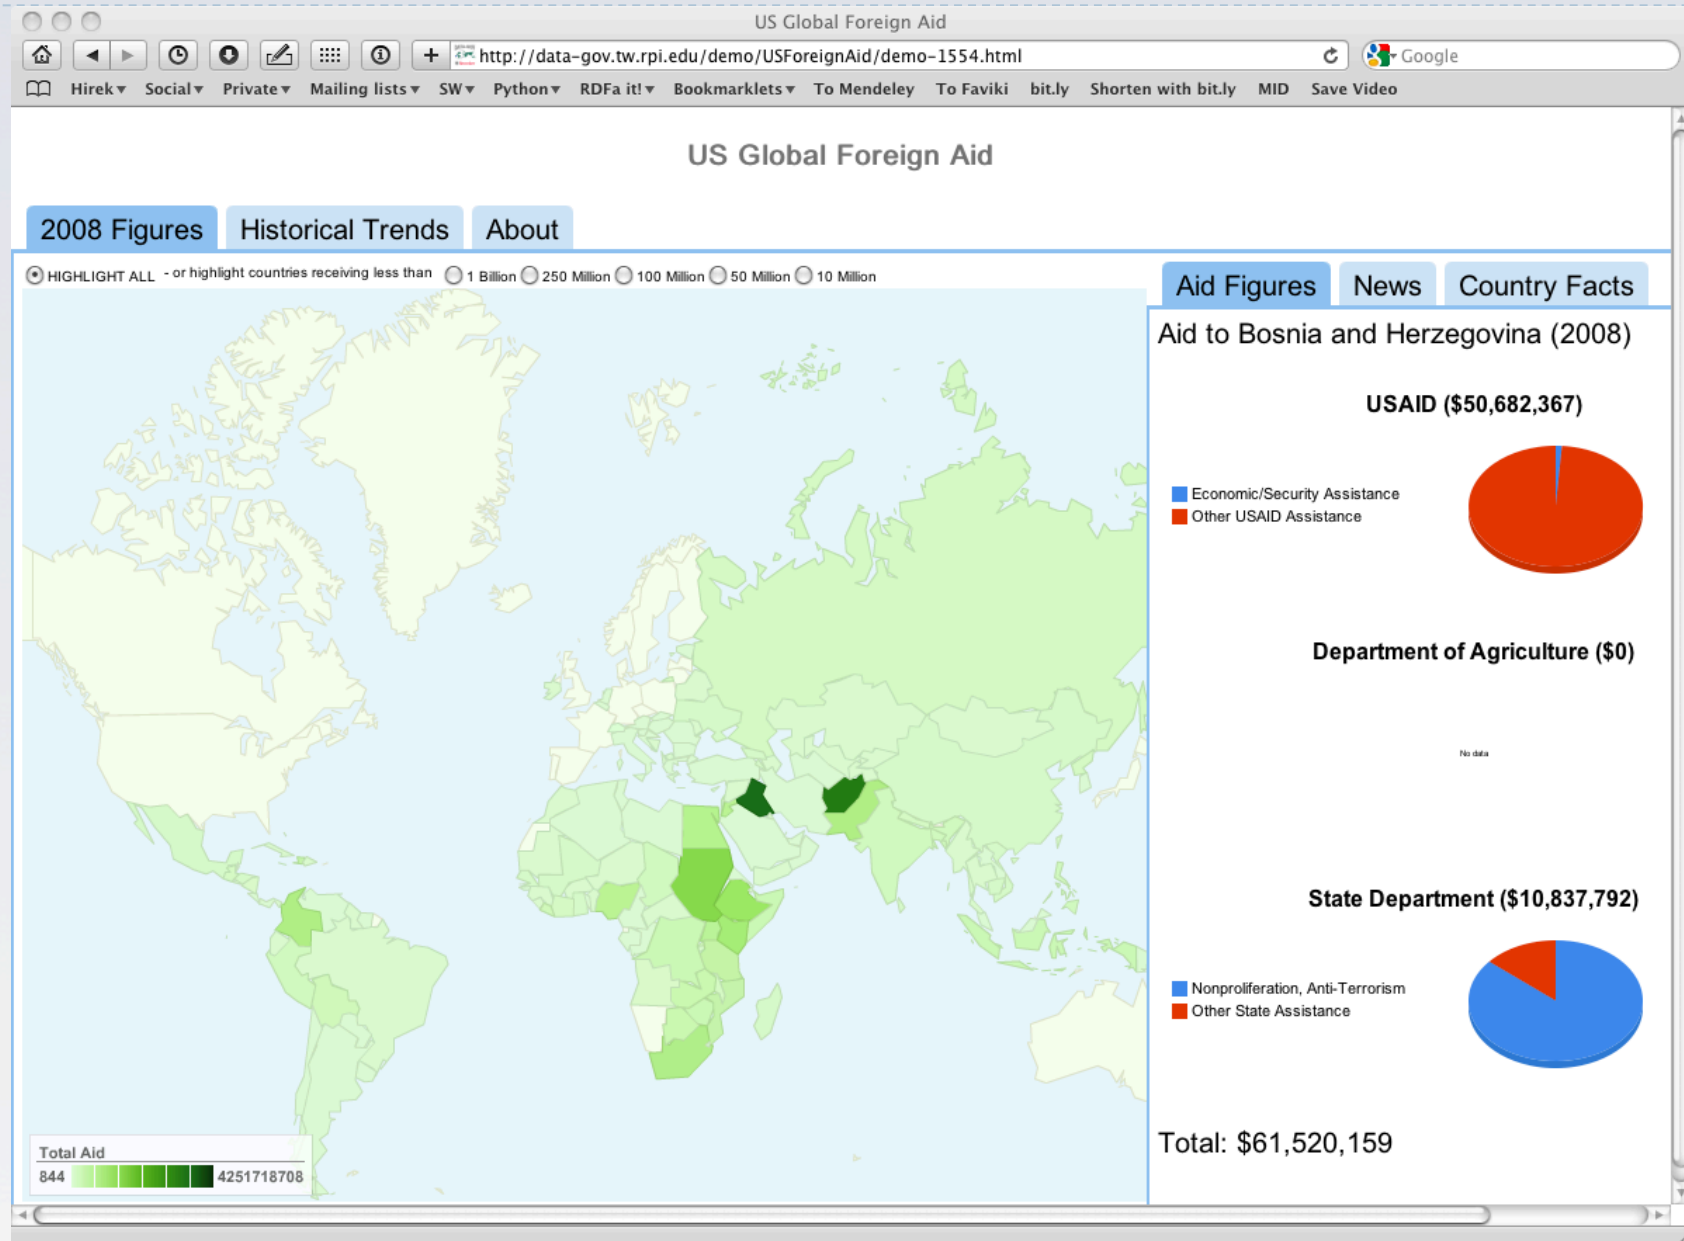 US Global Foreign Aid
http://data-gov.tw.rpi.edu/demo/USForeignAid/demo-1554.html
Google
Hirek Social Private Mailing lists SW Python RDFa it! Bookmarklets To Mendeley To Faviki bit.ly Shorten with bit.ly MID Save Video
US Global Foreign Aid
2008 Figures Historical Trends About
HIGHLIGHT ALL - or highlight countries receiving less than 1 Billion 250 Million 100 Million 50 Million 10 Million
Aid Figures News Country Facts
Aid to Bosnia and Herzegovina (2008)
USAID ($50,682,367)
Economic/Security Assistance
Other USAID Assistance
Department of Agriculture ($0)
No data
State Department ($10,837,792)
Nonproliferation, Anti-Terrorism
Other State Assistance
Total: $61,520,159
Total Aid
844 4251718708